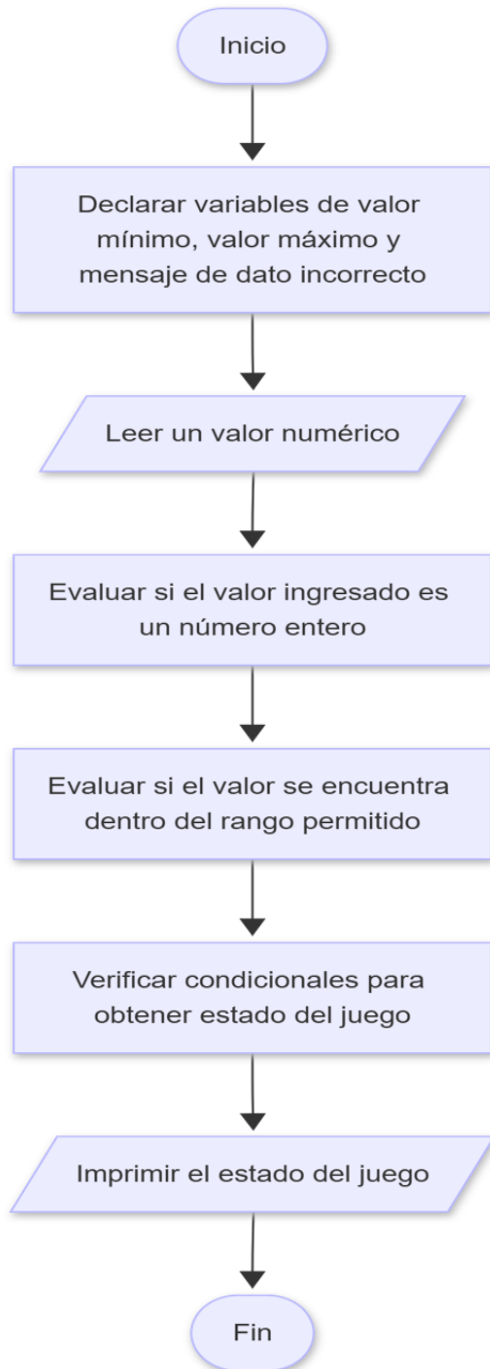 Inicio
Declarar variables de valor
mínimo, valor máximo y
mensaje de dato incorrecto
Leer un valor numérico
Evaluar si el valor ingresado es
un número entero
Evaluar si el valor se encuentra
dentro del rango permitido
Verificar condicionales para
obtener estado del juego
Imprimir el estado del juego
Fin